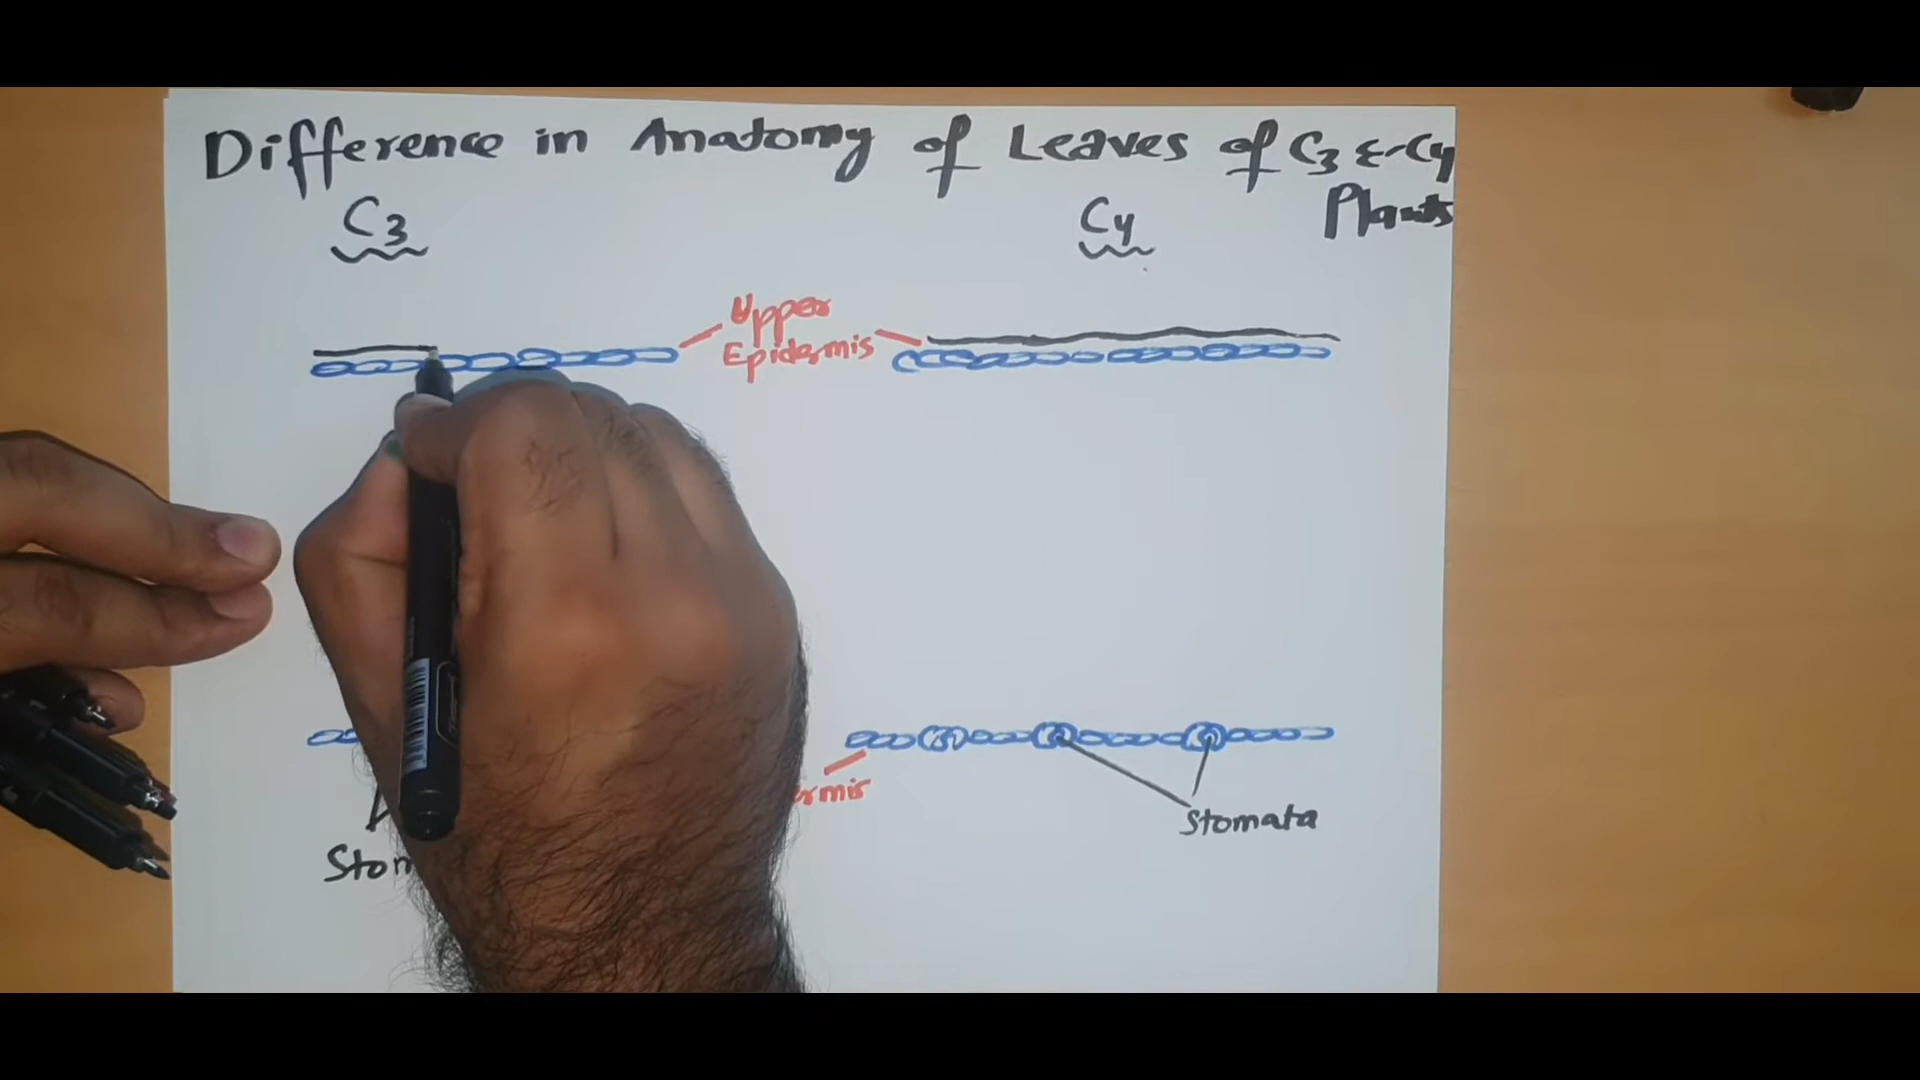 Difference in Anatomy of Leaves of C3 & C4
Plants
C3
C4
Upper
Epidermis
Stomata